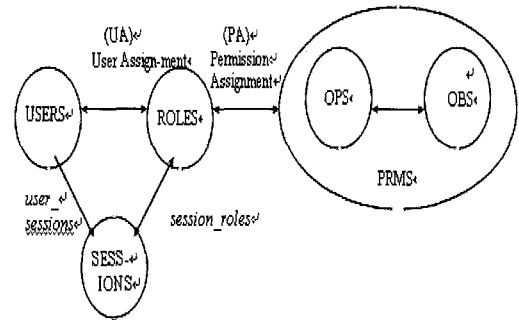 (UA)
User Assign-ment
(PA)
Permission
Assignment
USERS
ROLES
OPS
OBS
PRMS
user_
sessions
session_roles
SESS-
IONS